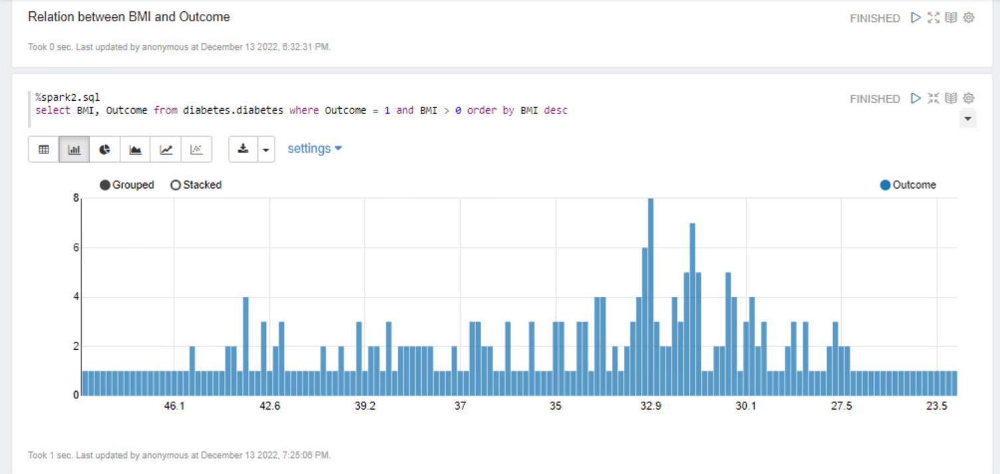 Relation between BMI and Outcome
FINISHED
Took 0 sec. Last updated by anonymous at December 13 2022, 6:32:31 PM.
%spark2.sql
select BMI, Outcome from diabetes.diabetes where Outcome = 1 and BMI > 0 order by BMI desc
FINISHED
settings
Grouped Stacked
Outcome
8
6
4
2
0
46.1 42.6 39.2 37 35 32.9 30.1 27.5 23.5
Took 1 sec. Last updated by anonymous at December 13 2022, 7:25:06 PM.